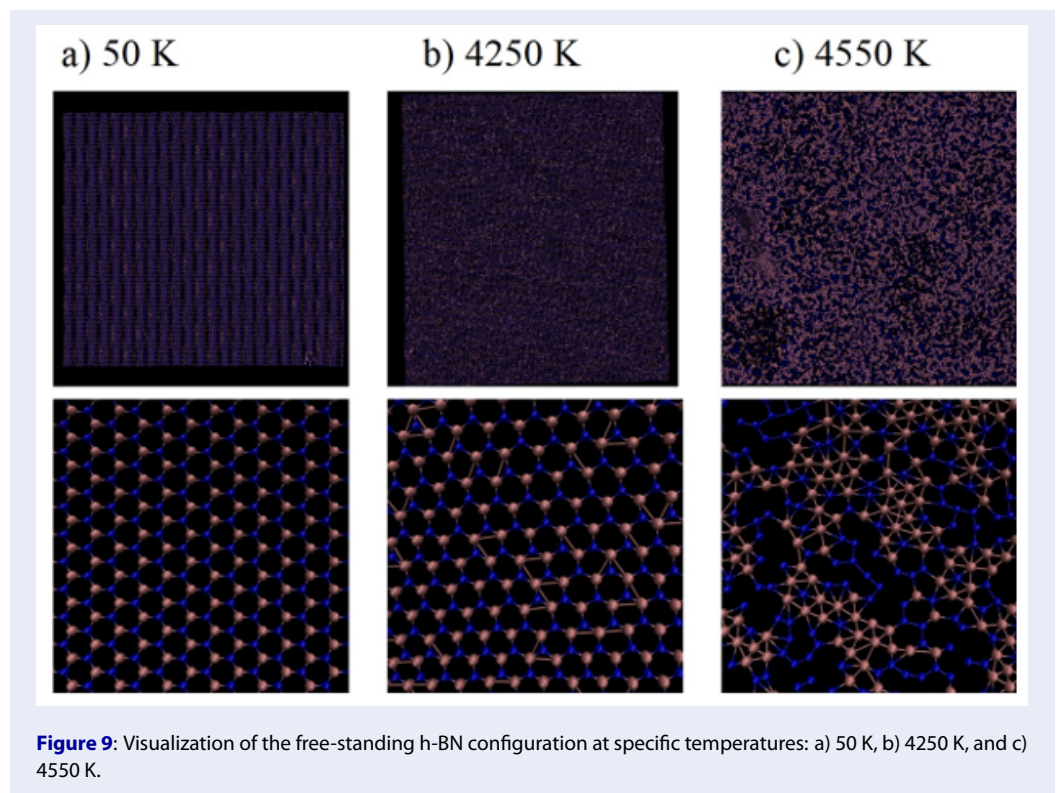 a) 50 K
b) 4250 K
c) 4550 K
Figure 9: Visualization of the free-standing h-BN configuration at specific temperatures: a) 50 K, b) 4250 K, and c)
4550 K.